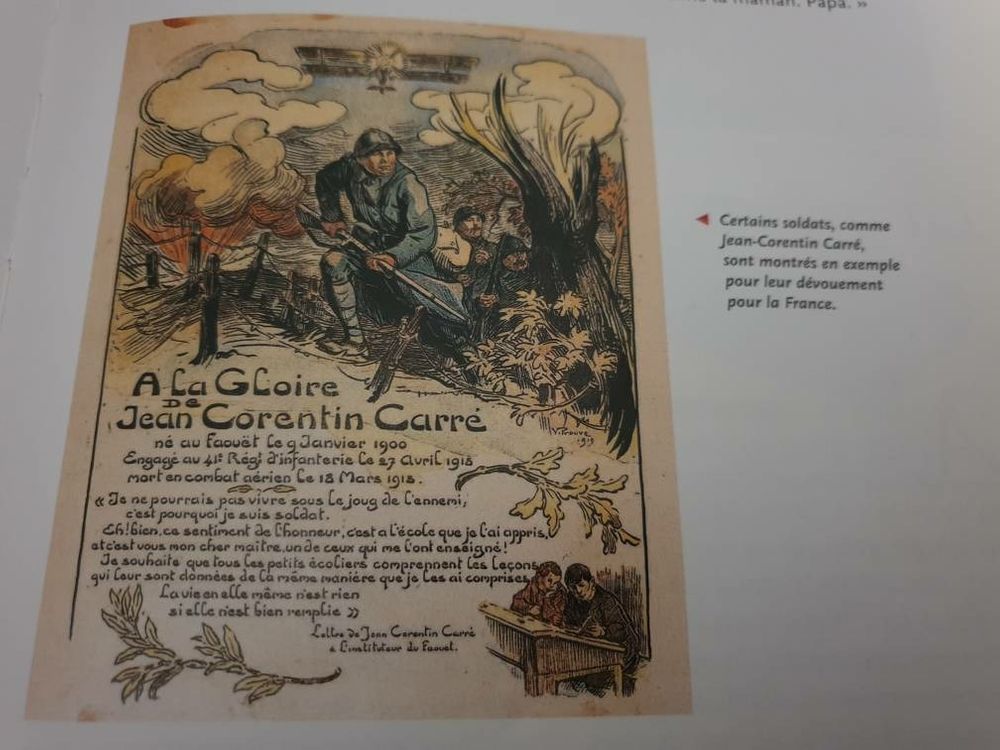 maman. Papa. »
Certains soldats, comme
Jean-Corentin Carré,
sont montrés en exemple
pour leur dévouement
pour la France.
A La GLoire
De
Jean Corentin Carré
né au Faouët Le 9 Janvier 1900
Engagé au 41e Régt d'infanterie Le 27 Avril 1915
mort en combat aérien Le 18 Mars 1918.
« Je ne pourrais pas vivre sous Le joug de L'ennemi,
c'est pourquoi je suis soldat.
Eh! bien, ce sentiment de L'honneur, c'est a L'école que je L'ai appris,
et c'est vous mon cher maitre, un de ceux qui me L'ont enseigné!
Je souhaite que tous Les petits écoliers comprennent Les Leçons
qui Leur sont données de La même manière que je Les ai comprises
La vie en elle même n'est rien
si elle n'est bien remplie »
Lettre de Jean Corentin Carré
a L'instituteur du Faouet.
V. Prouvé
1919